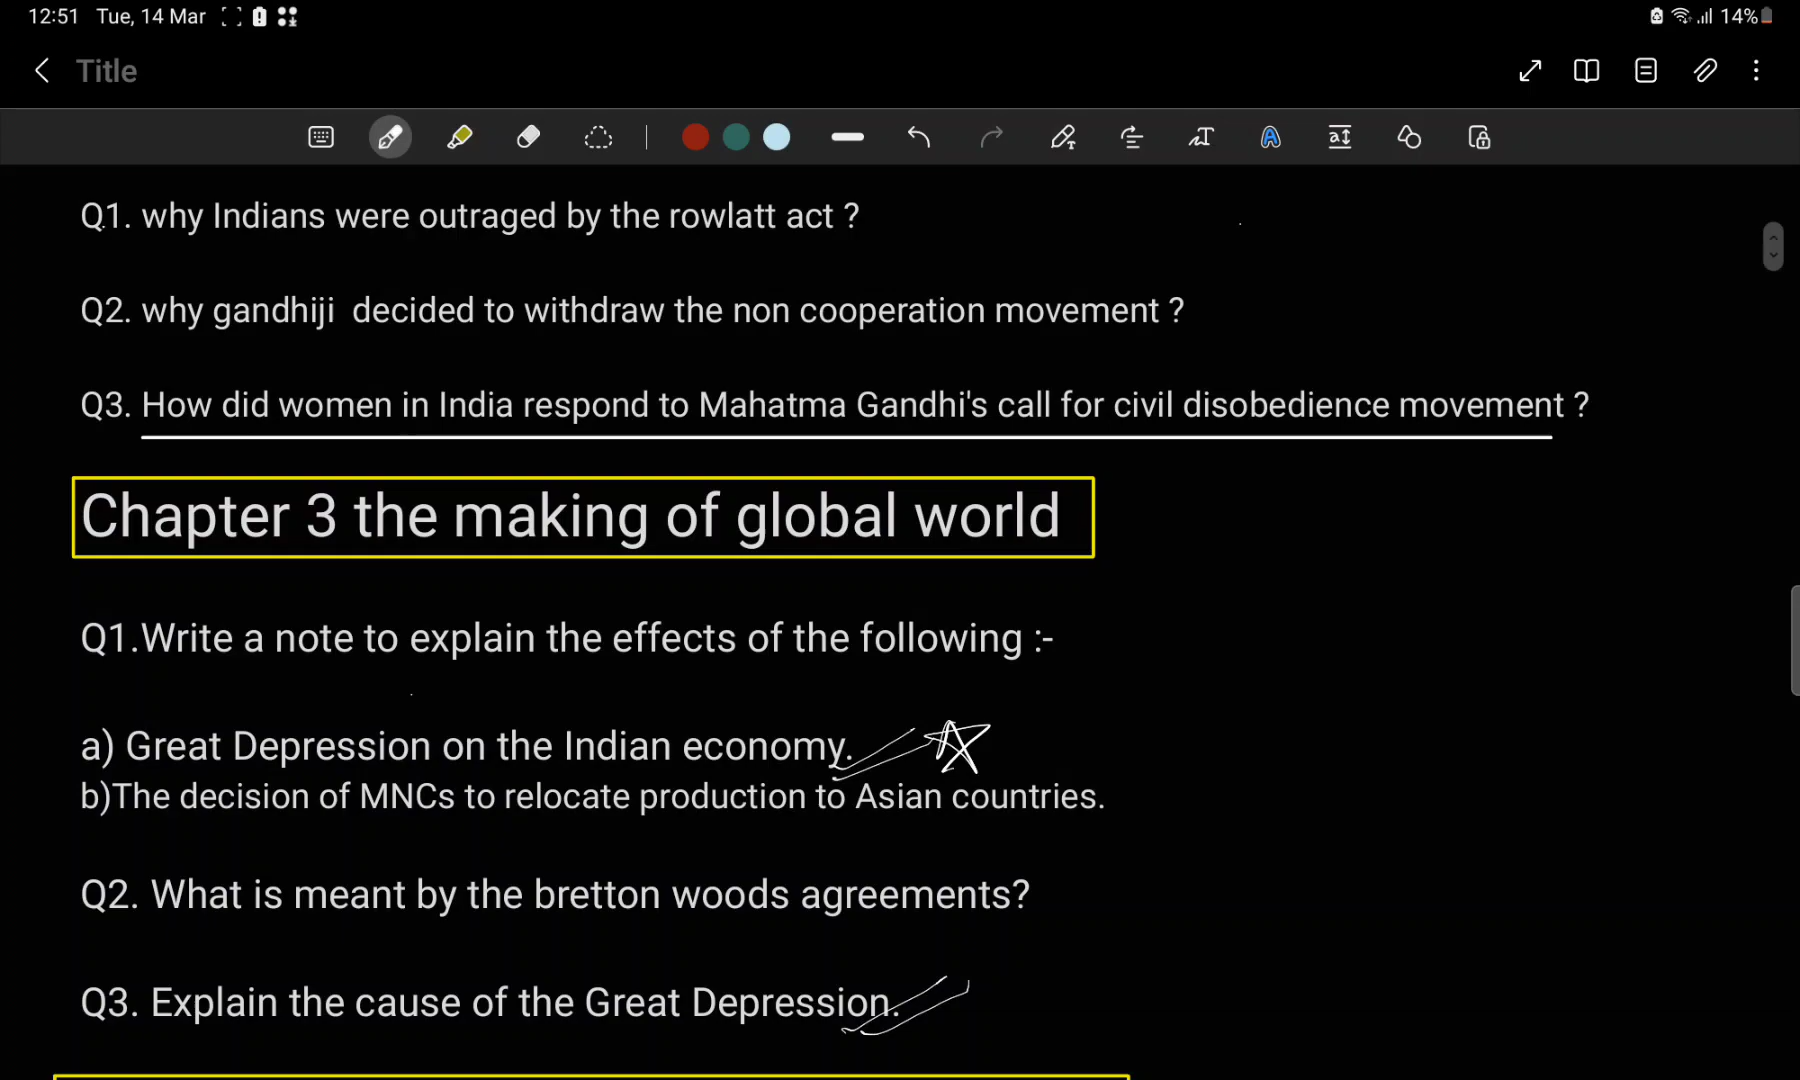 12:51 Tue, 14 Mar
14%
Title
Q1. why Indians were outraged by the rowlatt act ?
Q2. why gandhiji decided to withdraw the non cooperation movement ?
Q3. How did women in India respond to Mahatma Gandhi's call for civil disobedience movement ?
Chapter 3 the making of global world
Q1.Write a note to explain the effects of the following :-
a) Great Depression on the Indian economy.
b)The decision of MNCs to relocate production to Asian countries.
Q2. What is meant by the bretton woods agreements?
Q3. Explain the cause of the Great Depression.